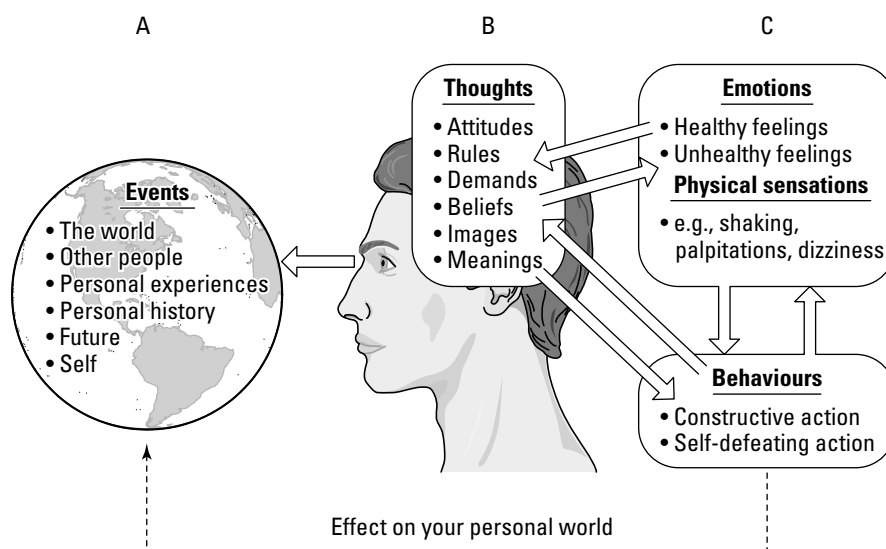 A
B
C
Events
• The world
• Other people
• Personal experiences
• Personal history
• Future
• Self
Thoughts
• Attitudes
• Rules
• Demands
• Beliefs
• Images
• Meanings
Emotions
• Healthy feelings
• Unhealthy feelings
Physical sensations
• e.g., shaking,
palpitations, dizziness
Behaviours
• Constructive action
• Self-defeating action
Effect on your personal world